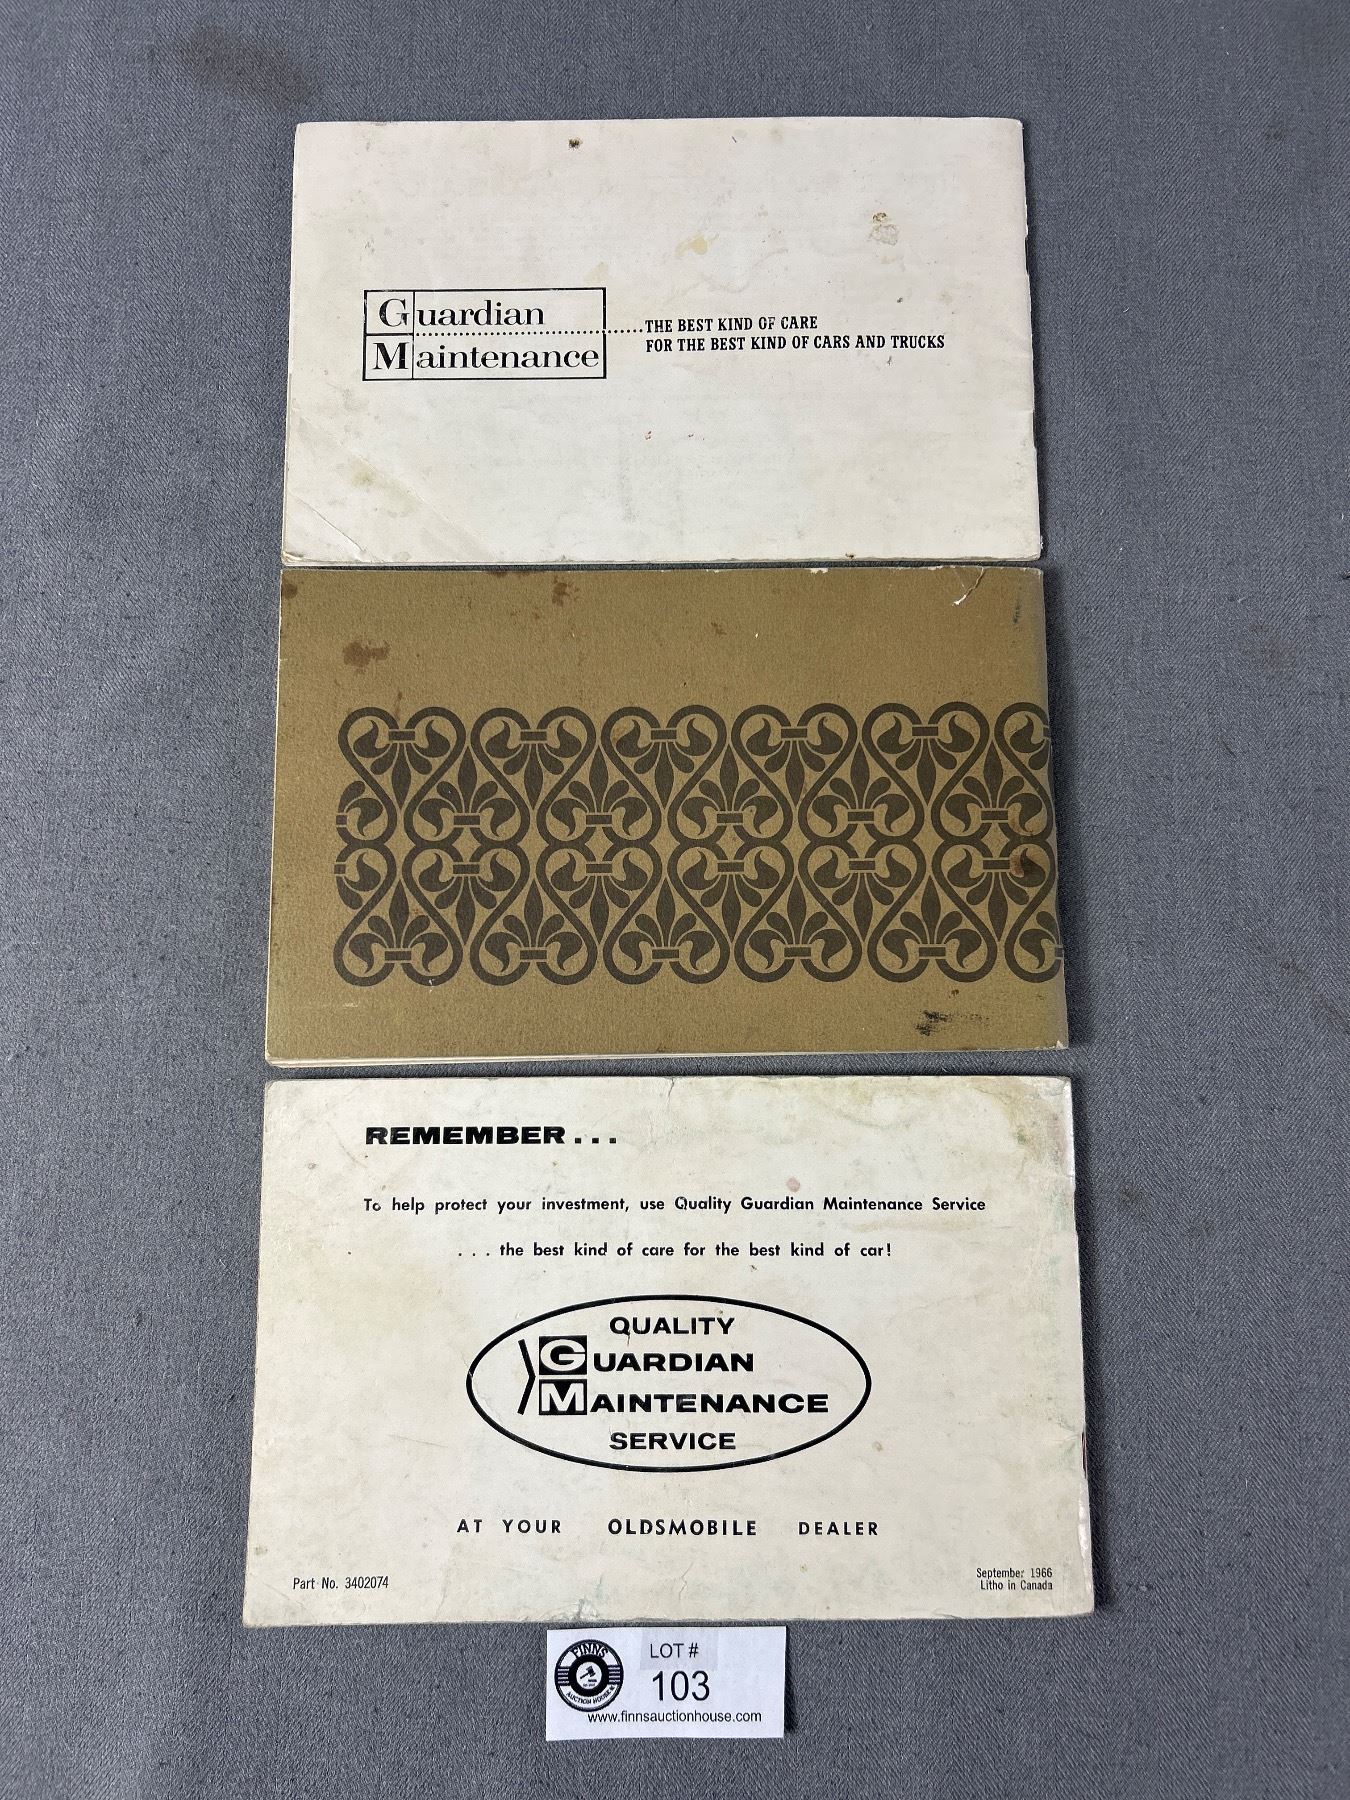 Guardian
Maintenance
......THE BEST KIND OF CARE
FOR THE BEST KIND OF CARS AND TRUCKS
REMEMBER...
To help protect your investment, use Quality Guardian Maintenance Service
... the best kind of care for the best kind of car!
QUALITY
GUARDIAN
MAINTENANCE
SERVICE
AT YOUR OLDSMOBILE DEALER
Part No. 3402074
September 1966
Litho in Canada
FINNS
AUCTION HOUSE
LOT #
103
www.finnsauctionhouse.com